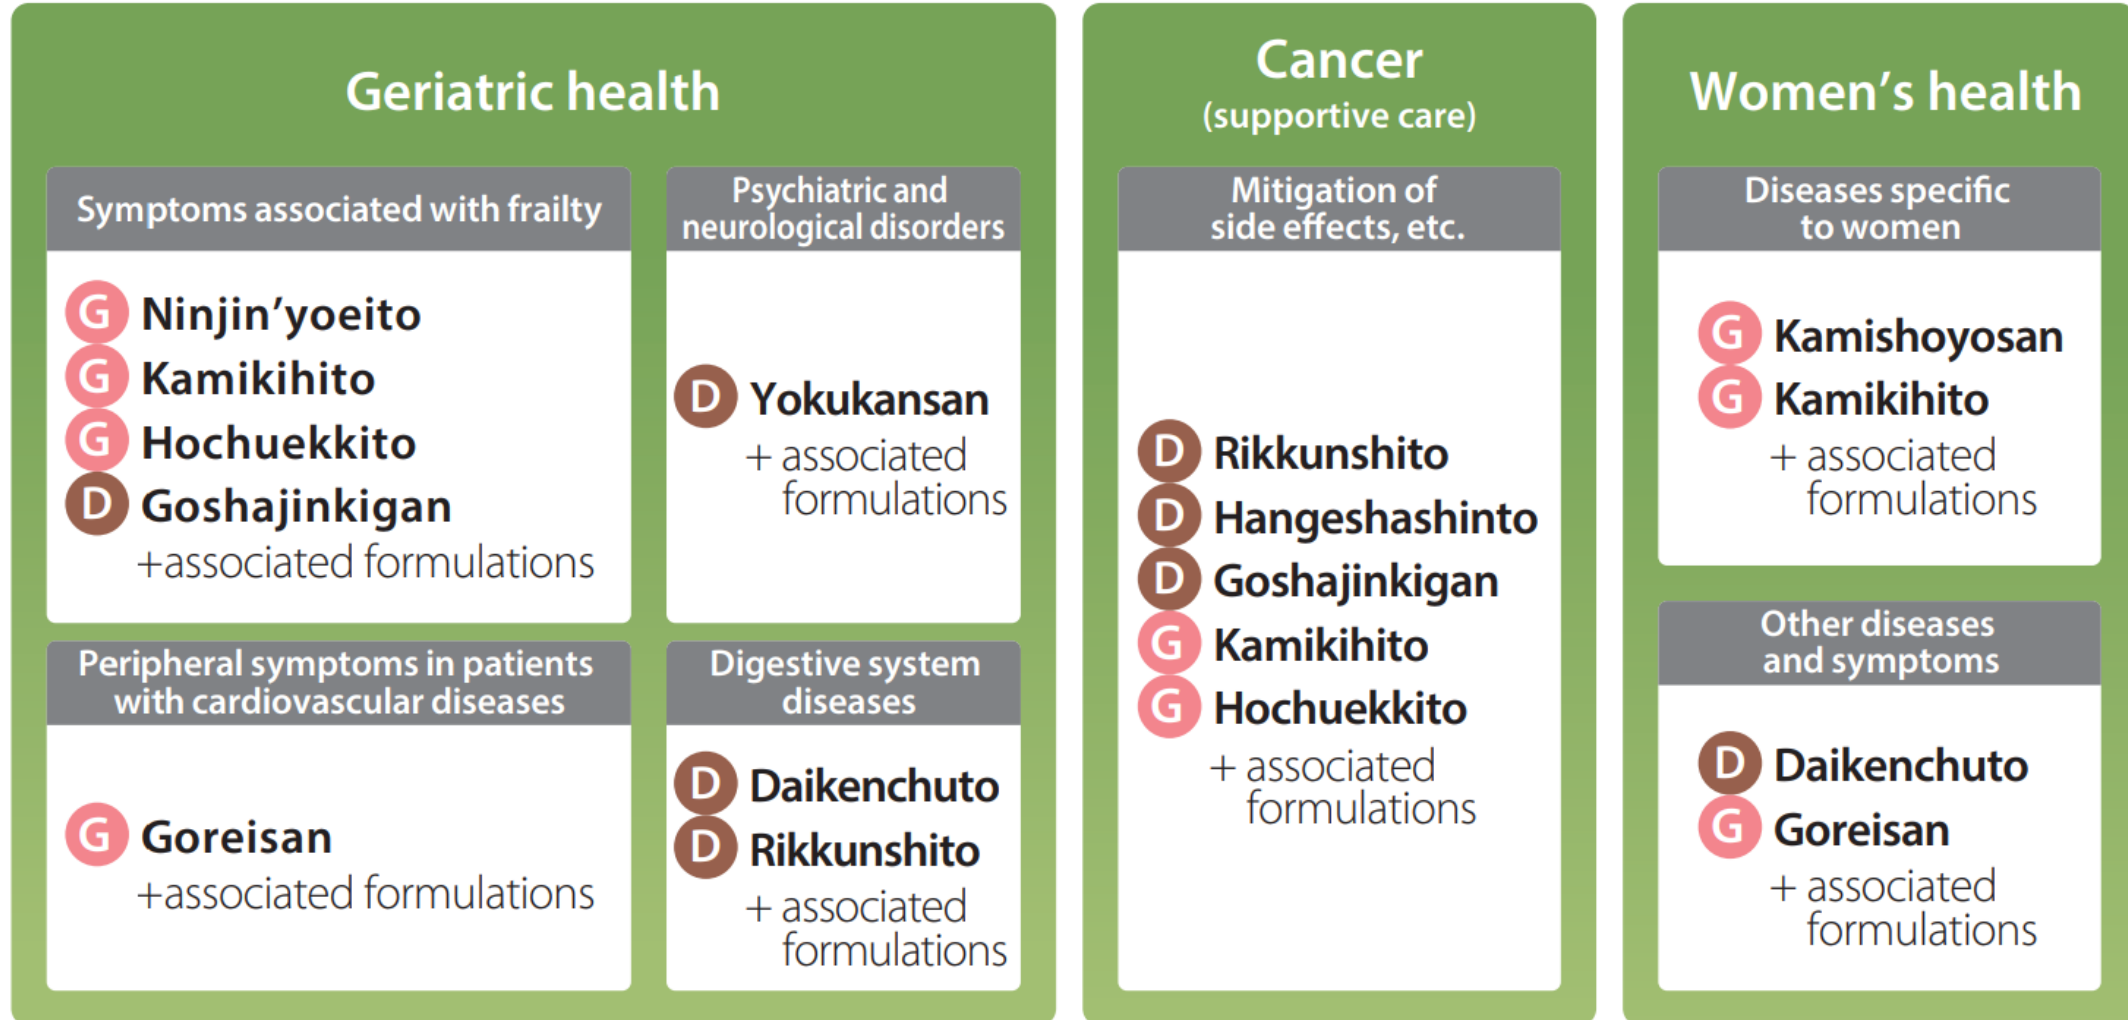 Geriatric health
Symptoms associated with frailty
G Ninjin’yoeito
G Kamikihito
G Hochuekkito
D Goshajinkigan
+associated formulations
Psychiatric and
neurological disorders
D Yokukansan
+ associated
formulations
Peripheral symptoms in patients
with cardiovascular diseases
G Goreisan
+associated formulations
Digestive system
diseases
D Daikenchuto
D Rikkunshito
+ associated
formulations
Cancer
(supportive care)
Mitigation of
side effects, etc.
D Rikkunshito
D Hangeshashinto
D Goshajinkigan
G Kamikihito
G Hochuekkito
+ associated
formulations
Women’s health
Diseases specific
to women
G Kamishoyosan
G Kamikihito
+ associated
formulations
Other diseases
and symptoms
D Daikenchuto
G Goreisan
+ associated
formulations